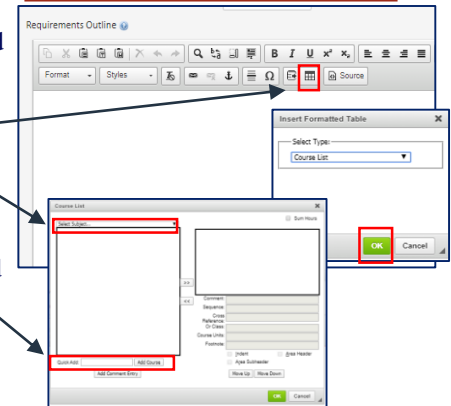 Requirements Outline
B I U x² x₂
Format Styles Ω Source
Insert Formatted Table
Select Type:
Course List
OK Cancel
Course List
Select Subject...
Sum Hours
>>
<<
Comment:
Sequence:
Cross
Reference:
Or Class:
Course Units:
Footnote:
Indent Area Header
Area Subheader
Quick Add: Add Course
Add Comment Entry
Move Up Move Down
OK Cancel